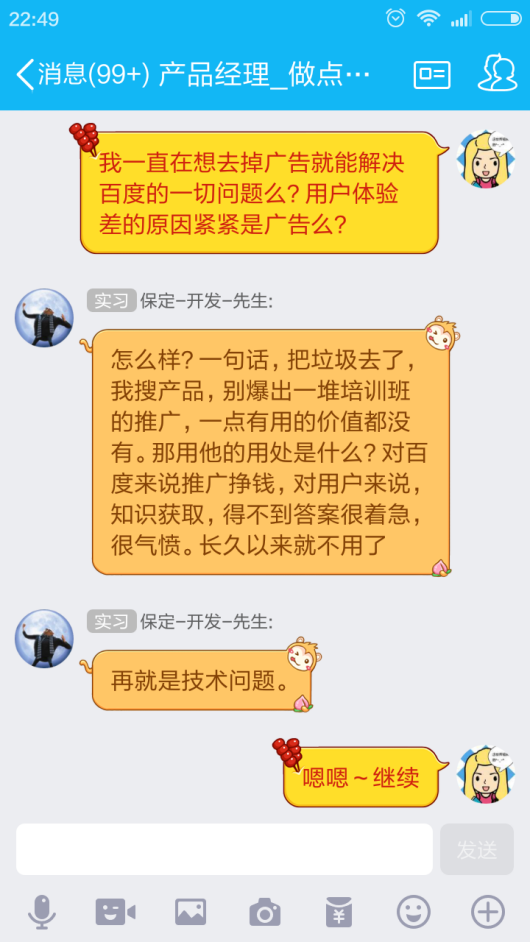 22:49
消息(99+) 产品经理_做点…
我一直在想去掉广告就能解决
百度的一切问题么？用户体验
差的原因紧紧是广告么？
实习 保定-开发-先生:
怎么样？一句话，把垃圾去了，
我搜产品，别爆出一堆培训班
的推广，一点有用的价值都没
有。那用他的用处是什么？对百
度来说推广挣钱，对用户来说，
知识获取，得不到答案很着急，
很气愤。长久以来就不用了
实习 保定-开发-先生:
再就是技术问题。
嗯嗯～继续
发送